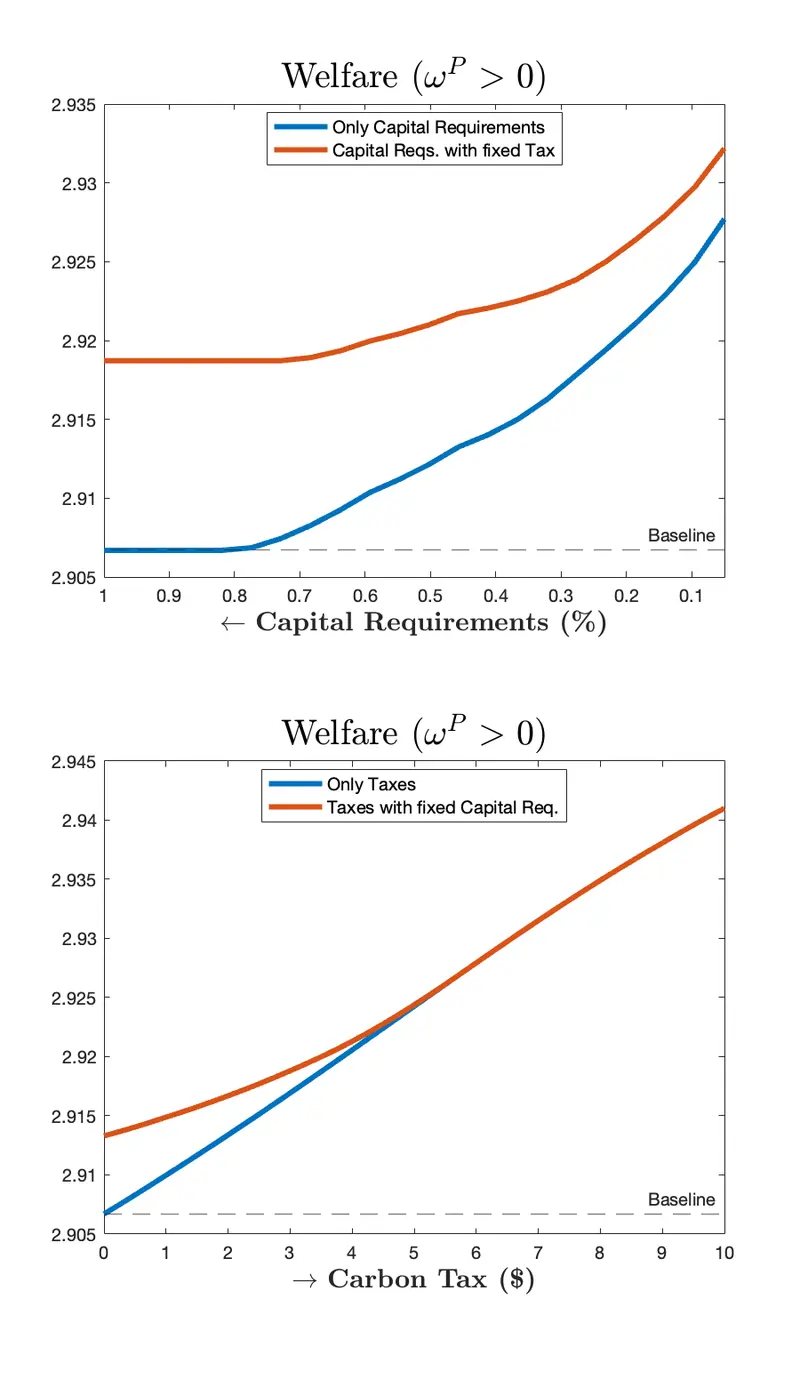 Welfare (ω^P > 0)
2.935
Only Capital Requirements
Capital Reqs. with fixed Tax
2.93
2.925
2.92
2.915
2.91
Baseline
2.905
1 0.9 0.8 0.7 0.6 0.5 0.4 0.3 0.2 0.1
← Capital Requirements (%)
Welfare (ω^P > 0)
2.945
Only Taxes
Taxes with fixed Capital Req.
2.94
2.935
2.93
2.925
2.92
2.915
2.91
Baseline
2.905
0 1 2 3 4 5 6 7 8 9 10
→ Carbon Tax ($)